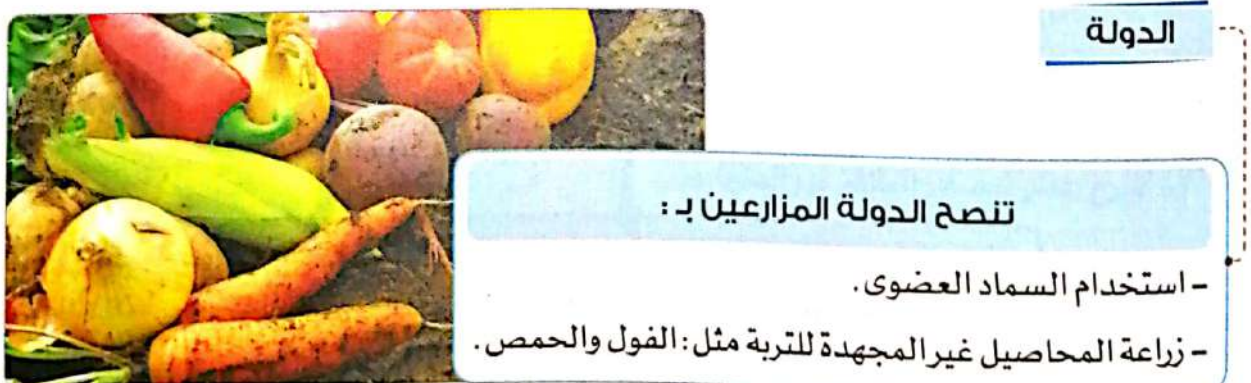 الدولة
تنصح الدولة المزارعين بـ :
- استخدام السماد العضوى.
- زراعة المحاصيل غير المجهدة للتربة مثل: الفول والحمص.